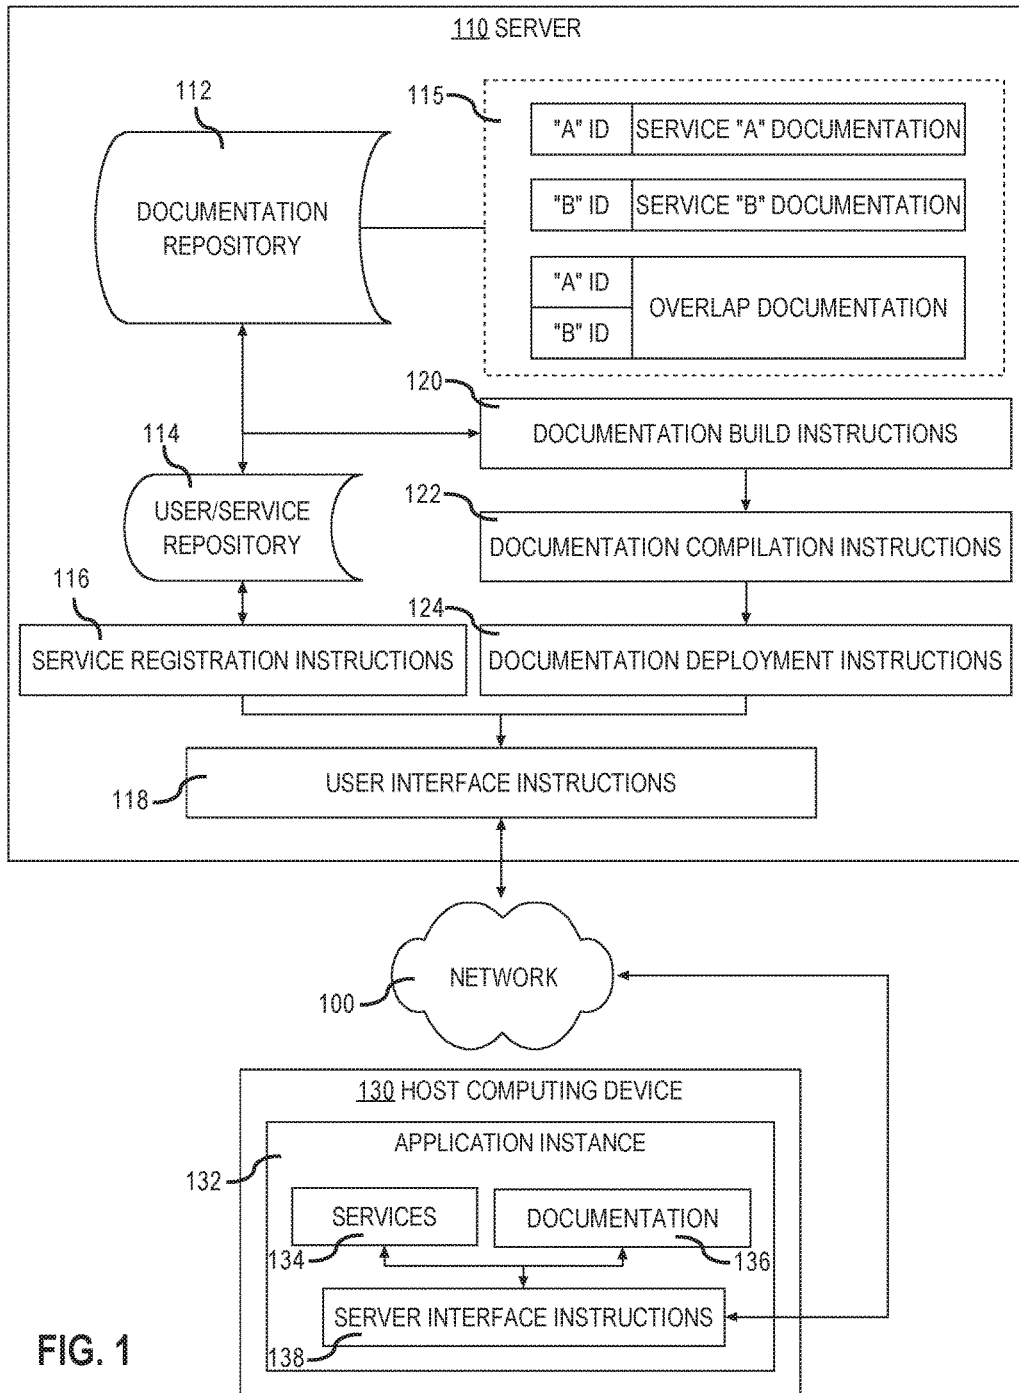 110 SERVER
112
115
"A" ID
SERVICE "A" DOCUMENTATION
"B" ID
SERVICE "B" DOCUMENTATION
DOCUMENTATION
REPOSITORY
"A" ID
"B" ID
OVERLAP DOCUMENTATION
120
DOCUMENTATION BUILD INSTRUCTIONS
114
USER/SERVICE
REPOSITORY
122
DOCUMENTATION COMPILATION INSTRUCTIONS
116
SERVICE REGISTRATION INSTRUCTIONS
124
DOCUMENTATION DEPLOYMENT INSTRUCTIONS
USER INTERFACE INSTRUCTIONS
118
NETWORK
100
130 HOST COMPUTING DEVICE
APPLICATION INSTANCE
132
SERVICES
134
DOCUMENTATION
136
SERVER INTERFACE INSTRUCTIONS
138
FIG. 1